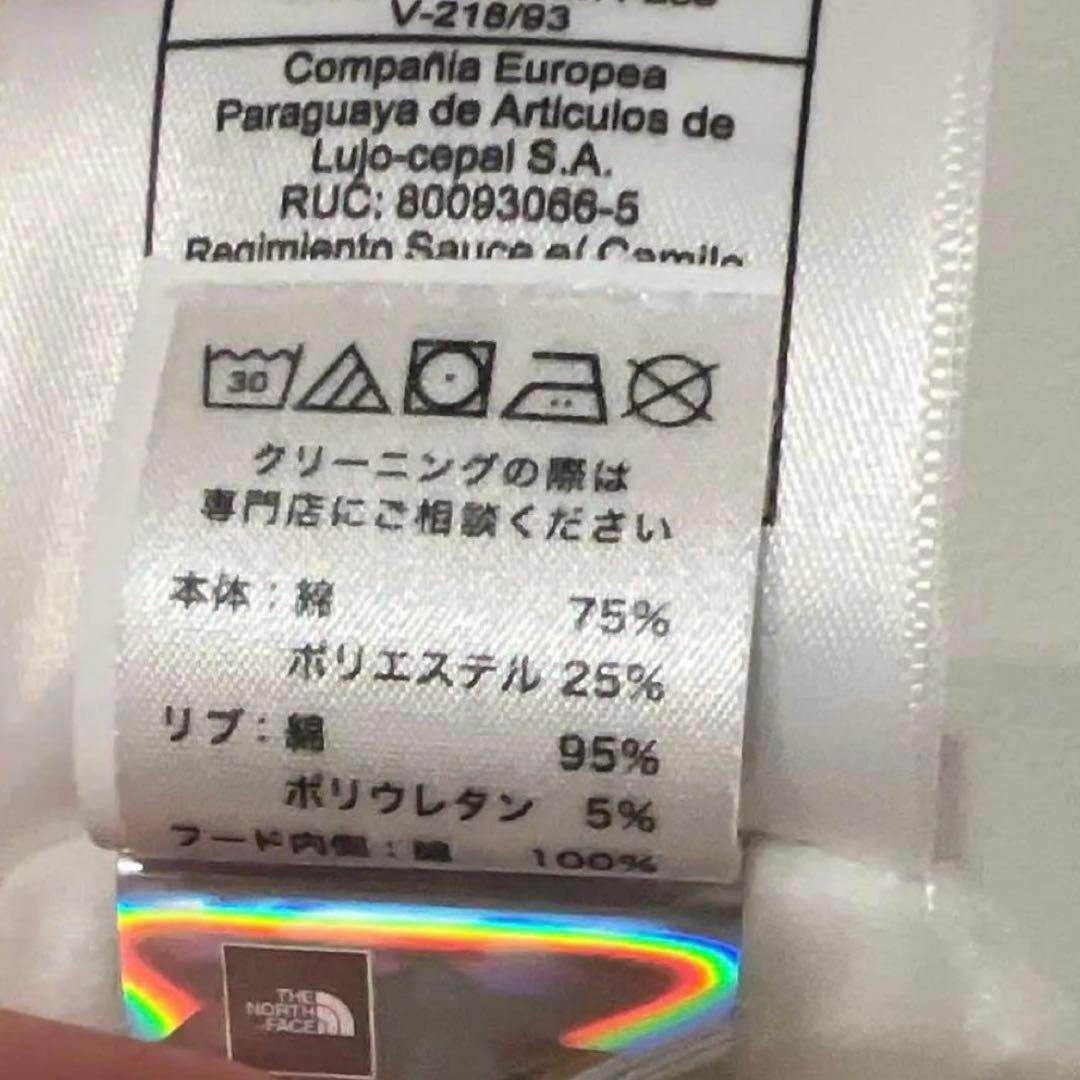 V-218/93
Compañia Europea
Paraguaya de Articulos de
Lujo-cepal S.A.
RUC: 80093066-5
Regimiento Sauce e/ Camilo
30
クリーニングの際は
専門店にご相談ください
本体：綿 75%
ポリエステル 25%
リブ：綿 95%
ポリウレタン 5%
フード内側：綿 100%
THE
NORTH
FACE